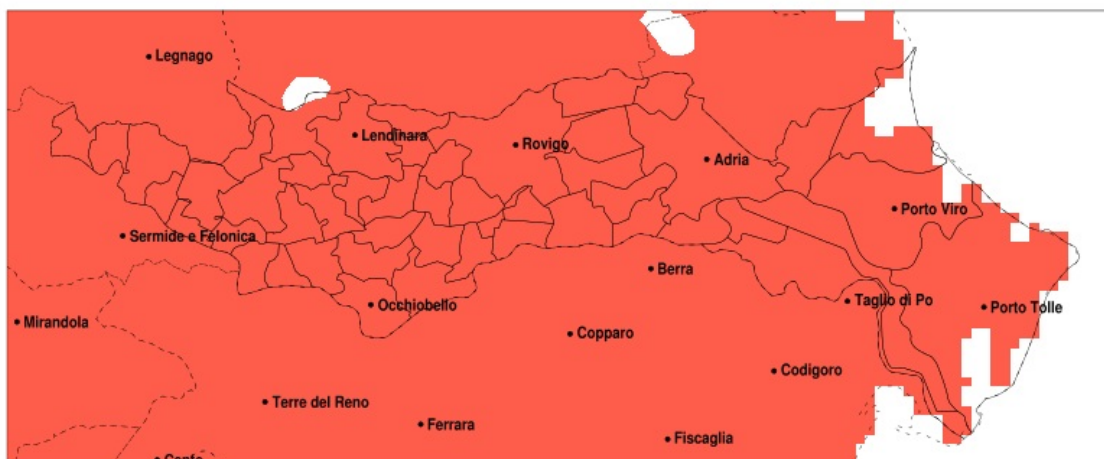 Legnago
Lendinara
Rovigo
Adria
Porto Viro
Sermide e Felonica
Berra
Occhiobello
Taglio di Po
Porto Tolle
Mirandola
Copparo
Codigoro
Terre del Reno
Ferrara
Fiscaglia